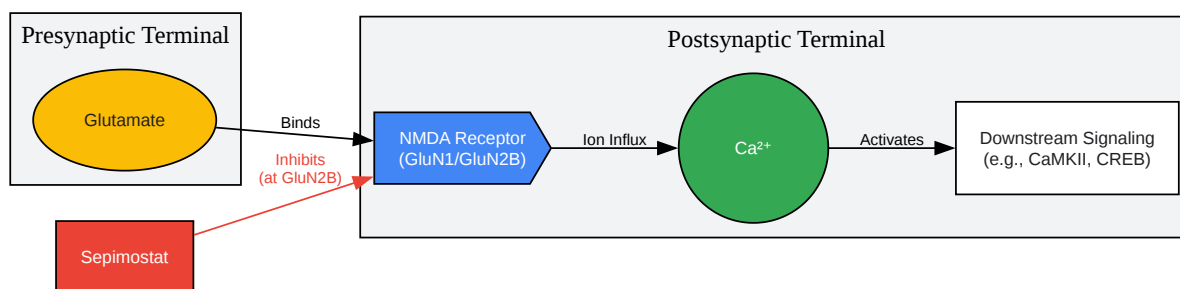 Presynaptic Terminal
Postsynaptic Terminal
Glutamate
Binds
NMDA Receptor
(GluN1/GluN2B)
Ion Influx
Ca²⁺
Activates
Downstream Signaling
(e.g., CaMKII, CREB)
Inhibits
(at GluN2B)
Sepimostat